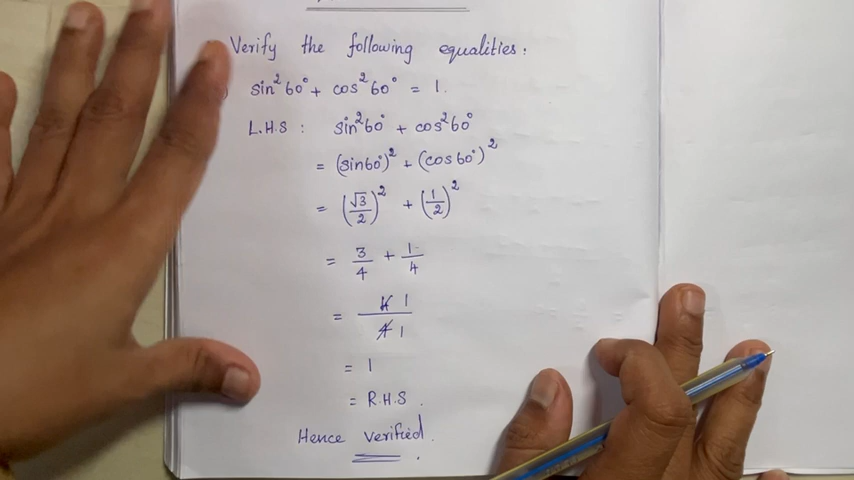 Verify the following equalities:
) sin²60° + cos²60° = 1.
L.H.S : sin²60° + cos²60°
= (sin60°)² + (cos60°)²
= (√3/2)² + (1/2)²
= 3/4 + 1/4
= 4 1 / 4 1
= 1
= R.H.S.
Hence verified.